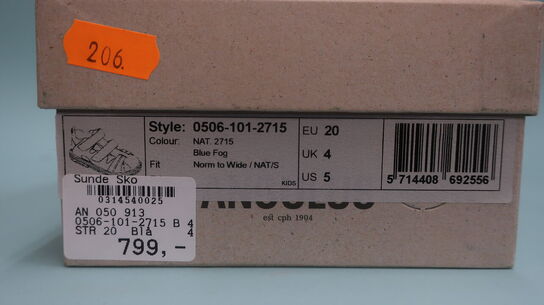 206.
Style: 0506-101-2715
Colour: NAT. 2715
Blue Fog
Fit Norm to Wide / NAT/S
KIDS
EU 20
UK 4
US 5
5 714408 692556
Sunde Sko
0314540025
AN 050 913
0506-101-2715 B 4
STR 20 Blå 4
799,-
est cph 1904